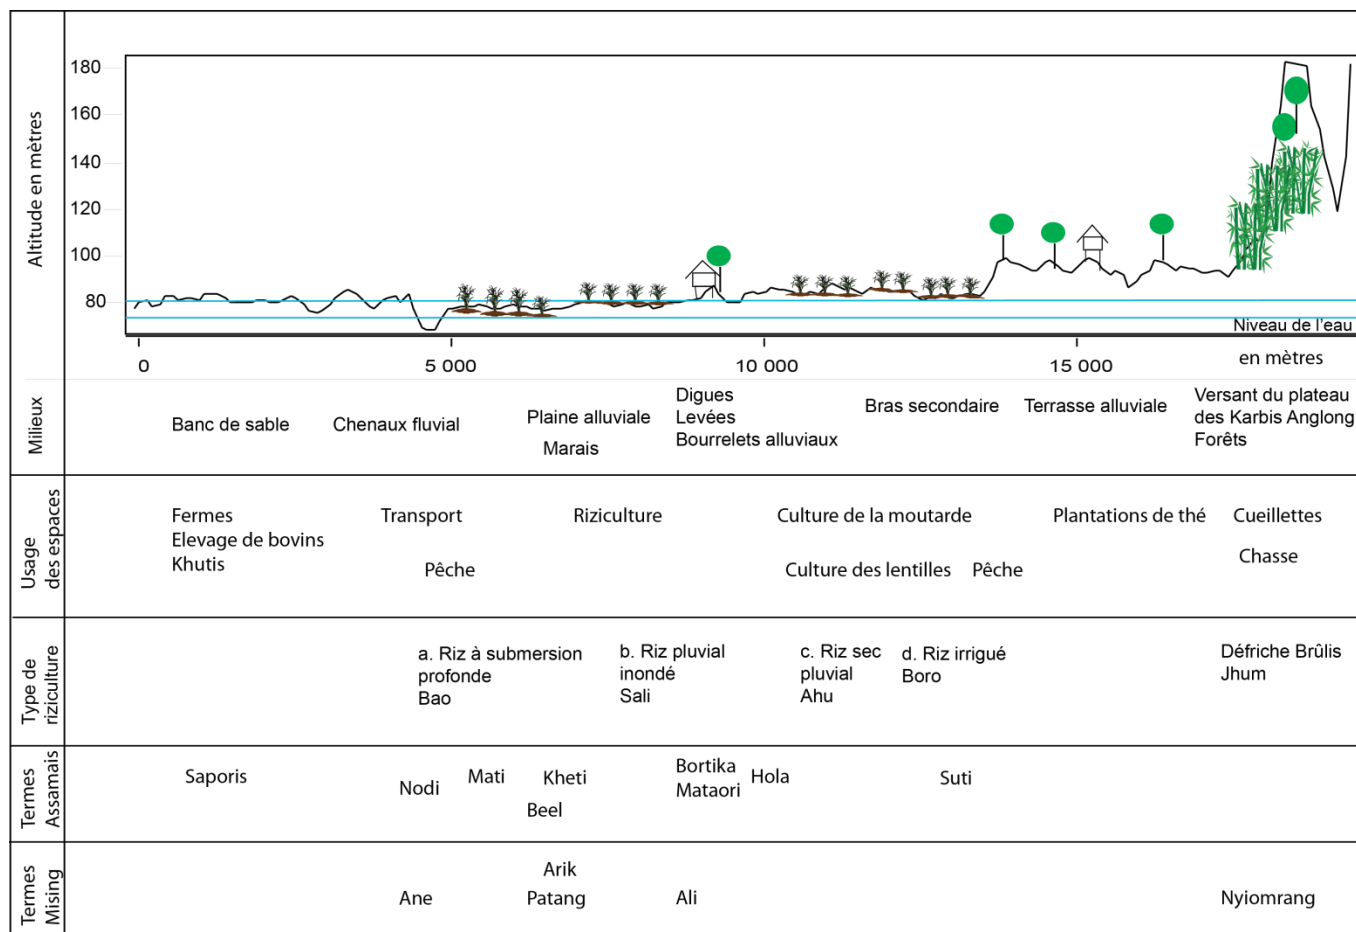 Altitude en mètres
180
160
140
120
100
80
Niveau de l'eau
0
5 000
10 000
15 000
en mètres
Milieux
Banc de sable
Chenaux fluvial
Plaine alluviale
Marais
Digues
Levées
Bourrelets alluviaux
Bras secondaire
Terrasse alluviale
Versant du plateau
des Karbis Anglong
Forêts
Usage
des espaces
Fermes
Elevage de bovins
Khutis
Transport
Pêche
Riziculture
Culture de la moutarde
Culture des lentilles
Pêche
Plantations de thé
Cueillettes
Chasse
Type de
riziculture
a. Riz à submersion
profonde
Bao
b. Riz pluvial
inondé
Sali
c. Riz sec
pluvial
Ahu
d. Riz irrigué
Boro
Défriche Brûlis
Jhum
Termes
Assamais
Saporis
Nodi
Mati
Kheti
Beel
Bortika
Mataori
Hola
Suti
Termes
Mising
Ane
Arik
Patang
Ali
Nyiomrang